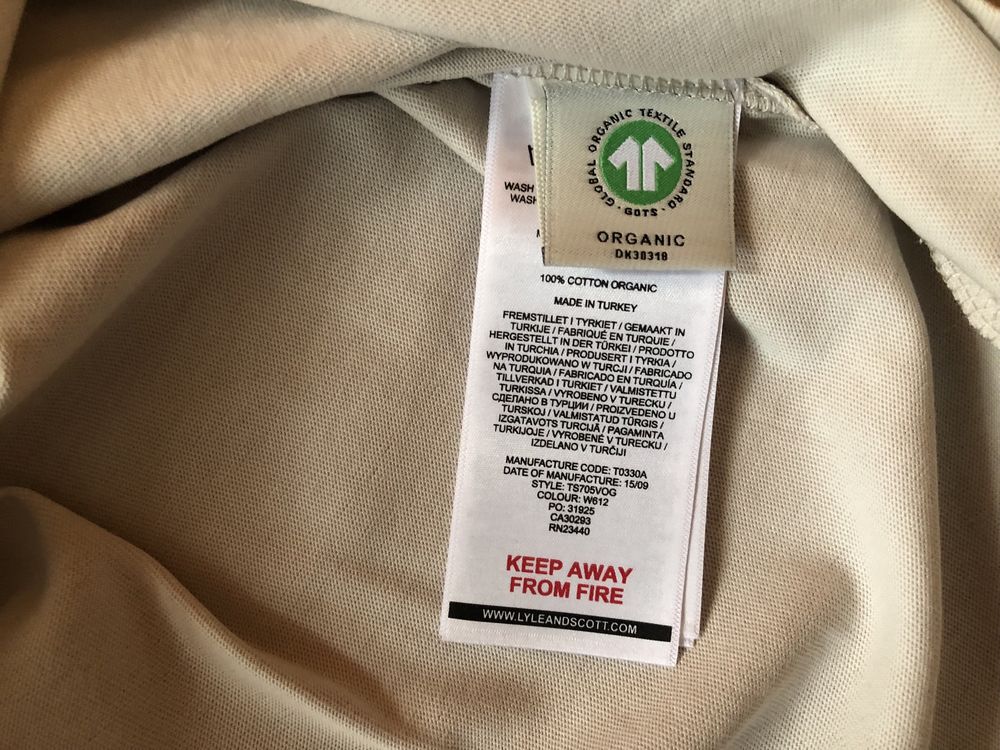 GLOBAL ORGANIC TEXTILE STANDARD
· GOTS ·
ORGANIC
DK30318
WASH
WASH
100% COTTON ORGANIC
MADE IN TURKEY
FREMSTILLET I TYRKIET / GEMAAKT IN
TURKIJE / FABRIQUÉ EN TURQUIE /
HERGESTELLT IN DER TÜRKEI / PRODOTTO
IN TURCHIA / PRODUSERT I TYRKIA /
WYPRODUKOWANO W TURCJI / FABRICADO
NA TURQUIA / FABRICADO EN TURQUÍA /
TILLVERKAD I TURKIET / VALMISTETTU
TURKISSA / VYROBENO V TURECKU /
СДЕЛАНО В ТУРЦИИ / PROIZVEDENO U
TURSKOJ / VALMISTATUD TÜRGIS /
IZGATAVOTS TURCIJĀ / PAGAMINTA
TURKIJOJE / VYROBENÉ V TURECKU /
IZDELANO V TURČIJI
MANUFACTURE CODE: T0330A
DATE OF MANUFACTURE: 15/09
STYLE: TS705VOG
COLOUR: W612
PO: 31925
CA30293
RN23440
KEEP AWAY
FROM FIRE
WWW.LYLEANDSCOTT.COM